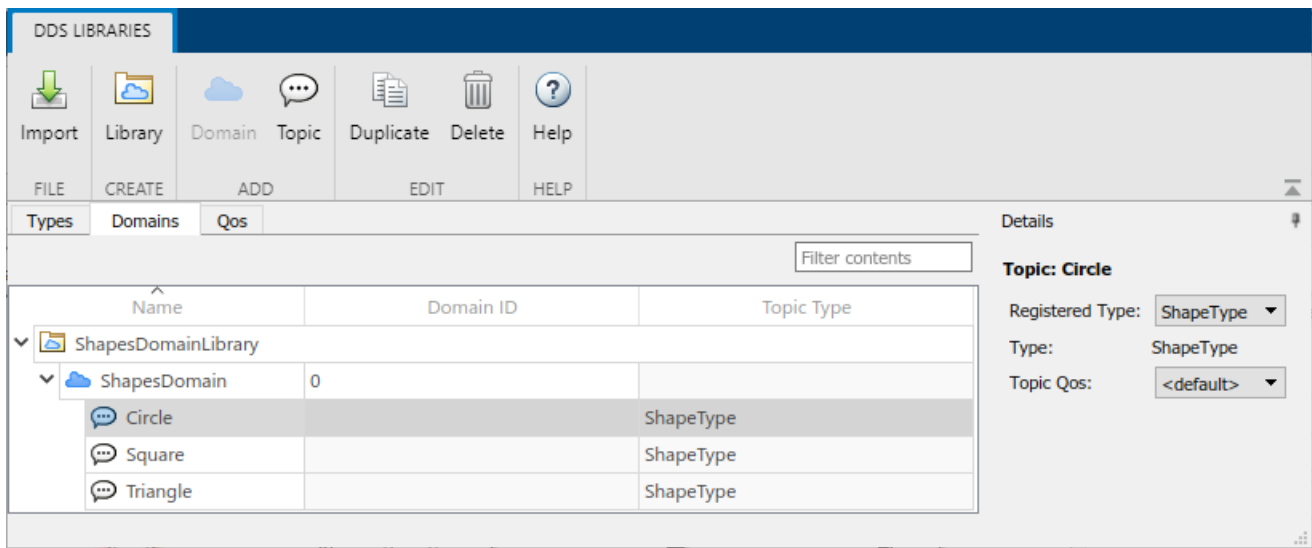 DDS LIBRARIES
Import Library Domain Topic Duplicate Delete Help
FILE CREATE ADD EDIT HELP
Types Domains Qos
Details
Filter contents
Topic: Circle
Name Domain ID Topic Type
Registered Type: ShapeType
ShapesDomainLibrary
Type: ShapeType
ShapesDomain 0
Topic Qos: <default>
Circle ShapeType
Square ShapeType
Triangle ShapeType